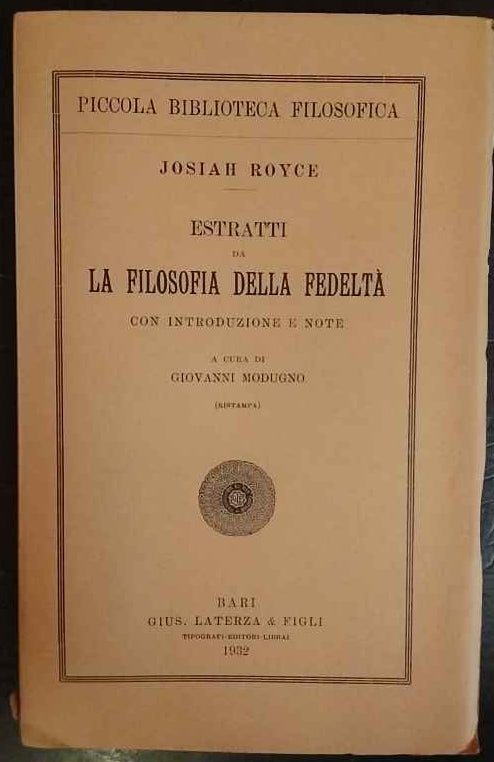 PICCOLA BIBLIOTECA FILOSOFICA
JOSIAH ROYCE
ESTRATTI
DA
LA FILOSOFIA DELLA FEDELTÀ
CON INTRODUZIONE E NOTE
A CURA DI
GIOVANNI MODUGNO
(RISTAMPA)
BARI
GIUS. LATERZA & FIGLI
TIPOGRAFI-EDITORI-LIBRAI
1932